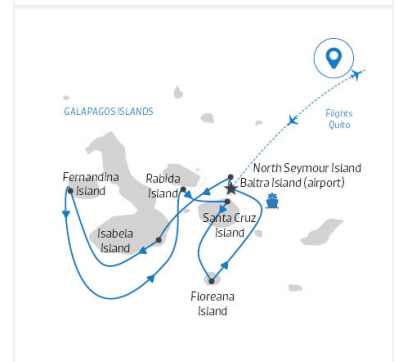 GALAPAGOS ISLANDS
Flights
Quito
North Seymour Island
Baltra Island (airport)
Fernandina
Island
Rabida
Island
Santa Cruz
Island
Isabela
Island
Floreana
Island